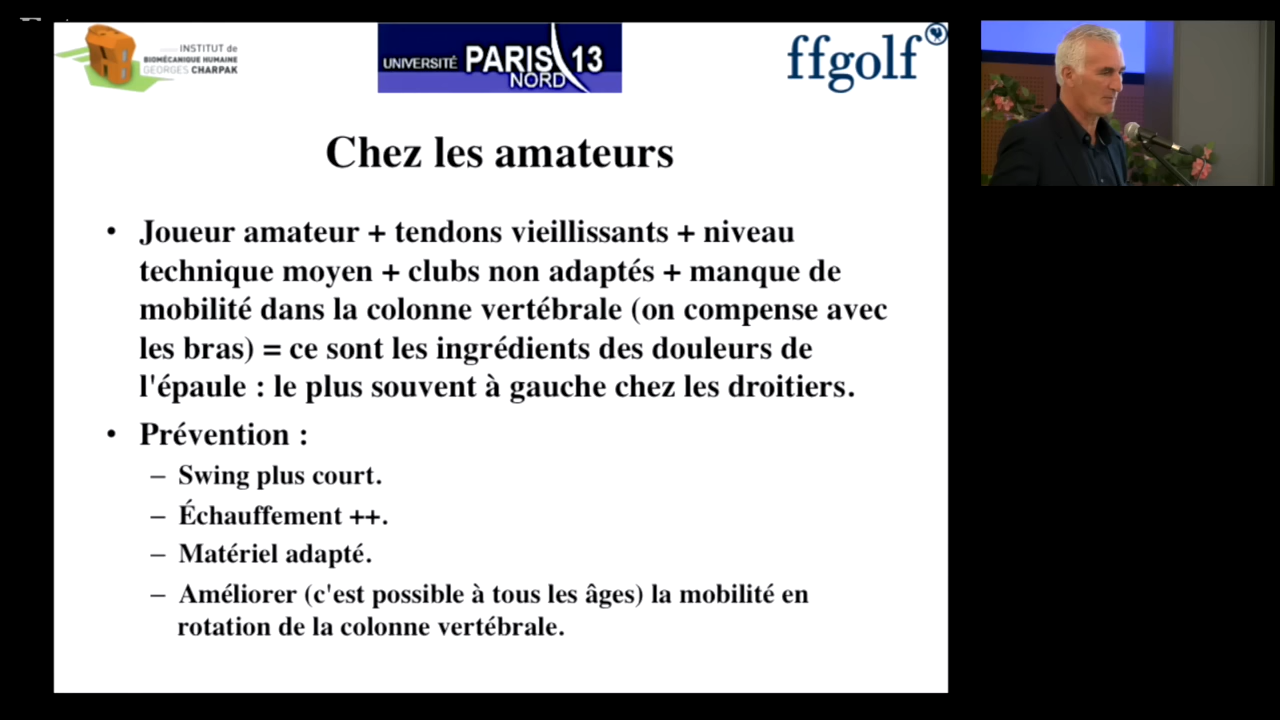 INSTITUT de
BIOMÉCANIQUE HUMAINE
GEORGES CHARPAK
UNIVERSITÉ PARIS 13
NORD
ffgolf
Chez les amateurs
• Joueur amateur + tendons vieillissants + niveau
technique moyen + clubs non adaptés + manque de
mobilité dans la colonne vertébrale (on compense avec
les bras) = ce sont les ingrédients des douleurs de
l'épaule : le plus souvent à gauche chez les droitiers.
• Prévention :
– Swing plus court.
– Échauffement ++.
– Matériel adapté.
– Améliorer (c'est possible à tous les âges) la mobilité en
rotation de la colonne vertébrale.